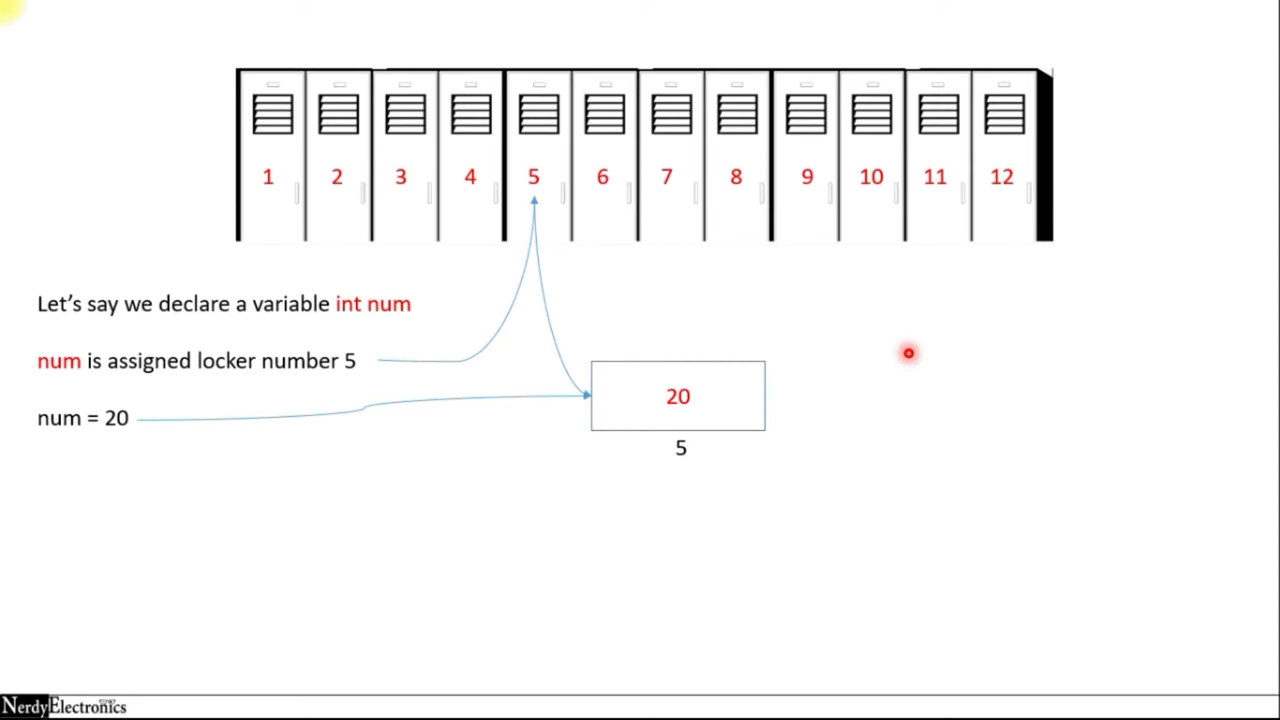 1 2 3 4 5 6 7 8 9 10 11 12
Let's say we declare a variable int num
num is assigned locker number 5
num = 20
20
5
NerdyElectronics